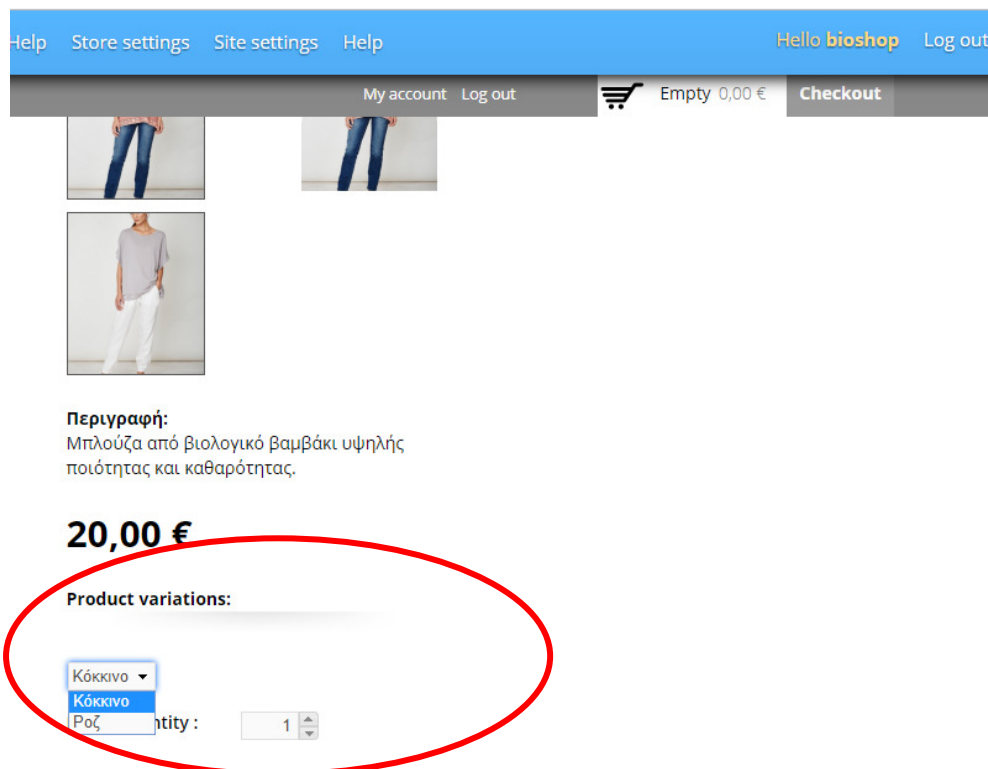 Help Store settings Site settings Help Hello bioshop Log out
My account Log out Empty 0,00 € Checkout
Περιγραφή:
Μπλούζα από βιολογικό βαμβάκι υψηλής
ποιότητας και καθαρότητας.
20,00 €
Product variations:
Κόκκινο
Κόκκινο
Ροζ ntity : 1